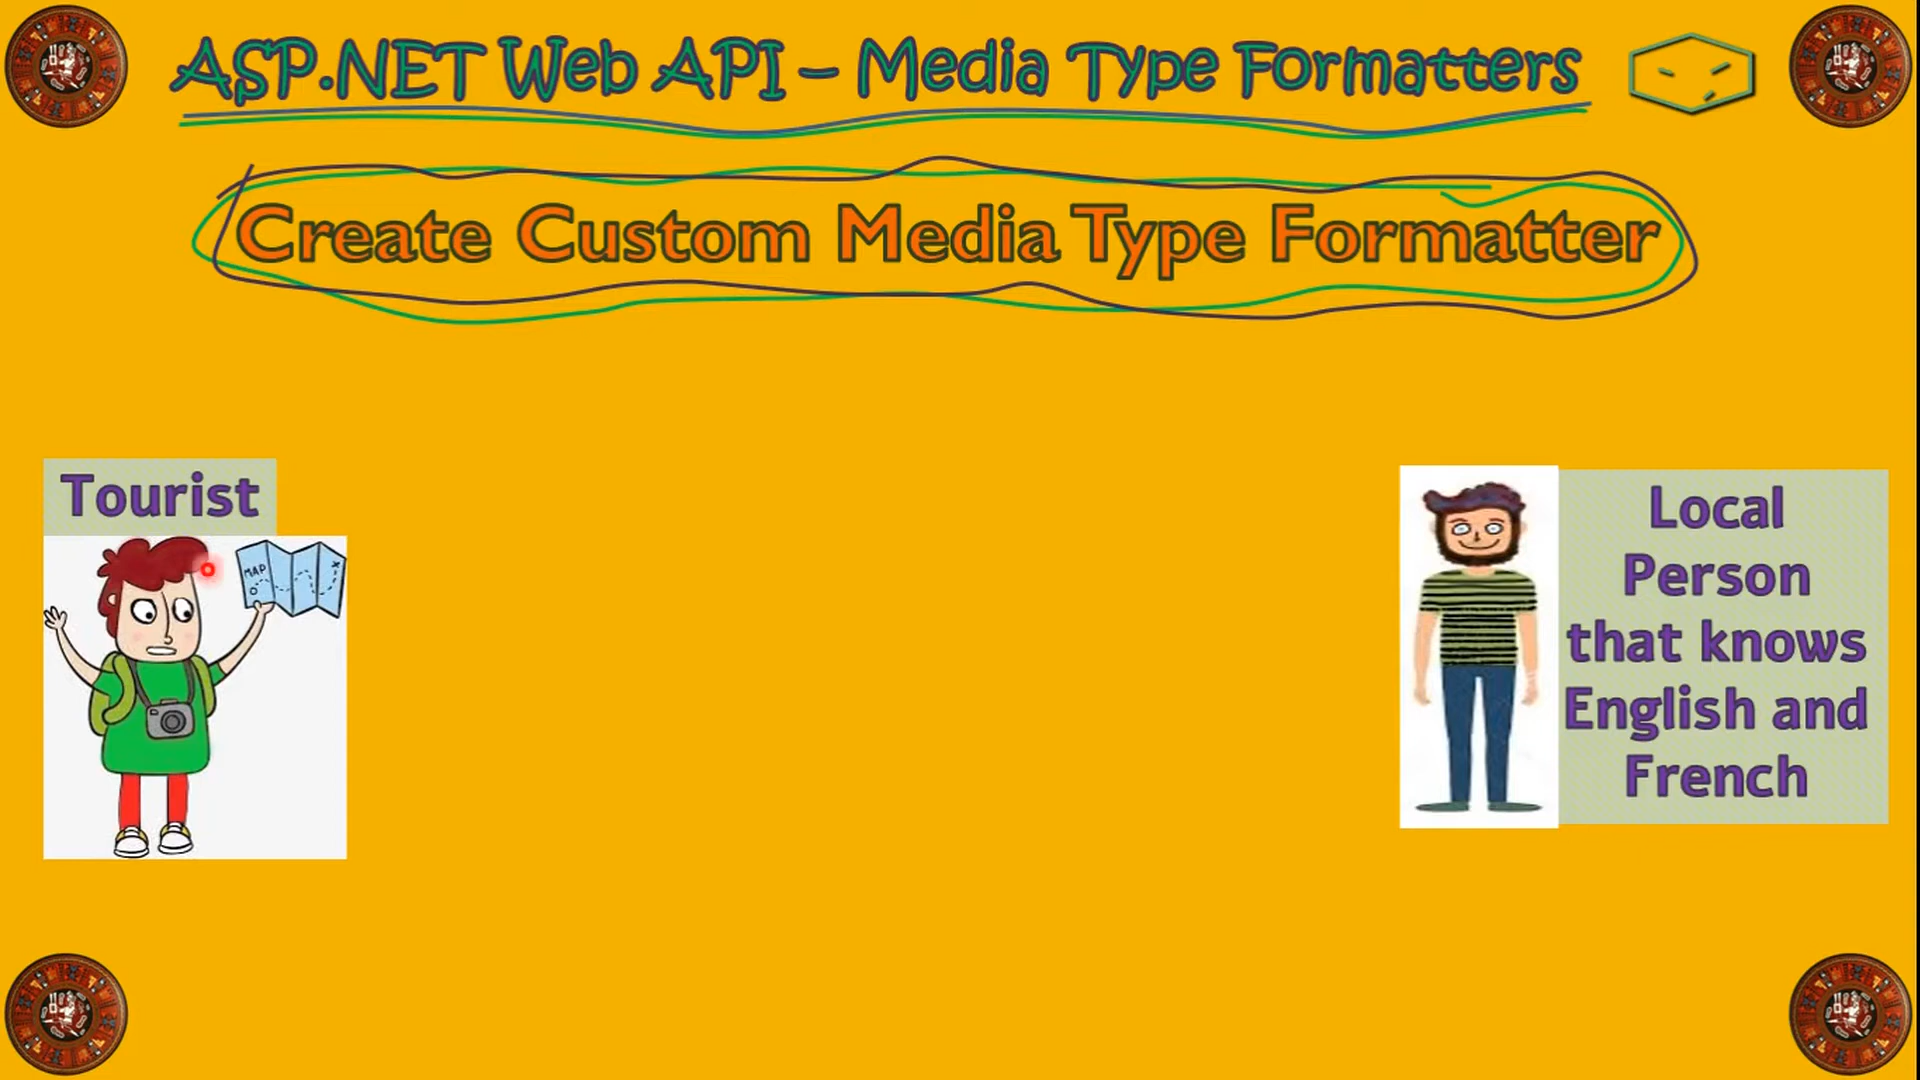 ASP.NET Web API – Media Type Formatters
Create Custom Media Type Formatter
Tourist
MAP
Local
Person
that knows
English and
French